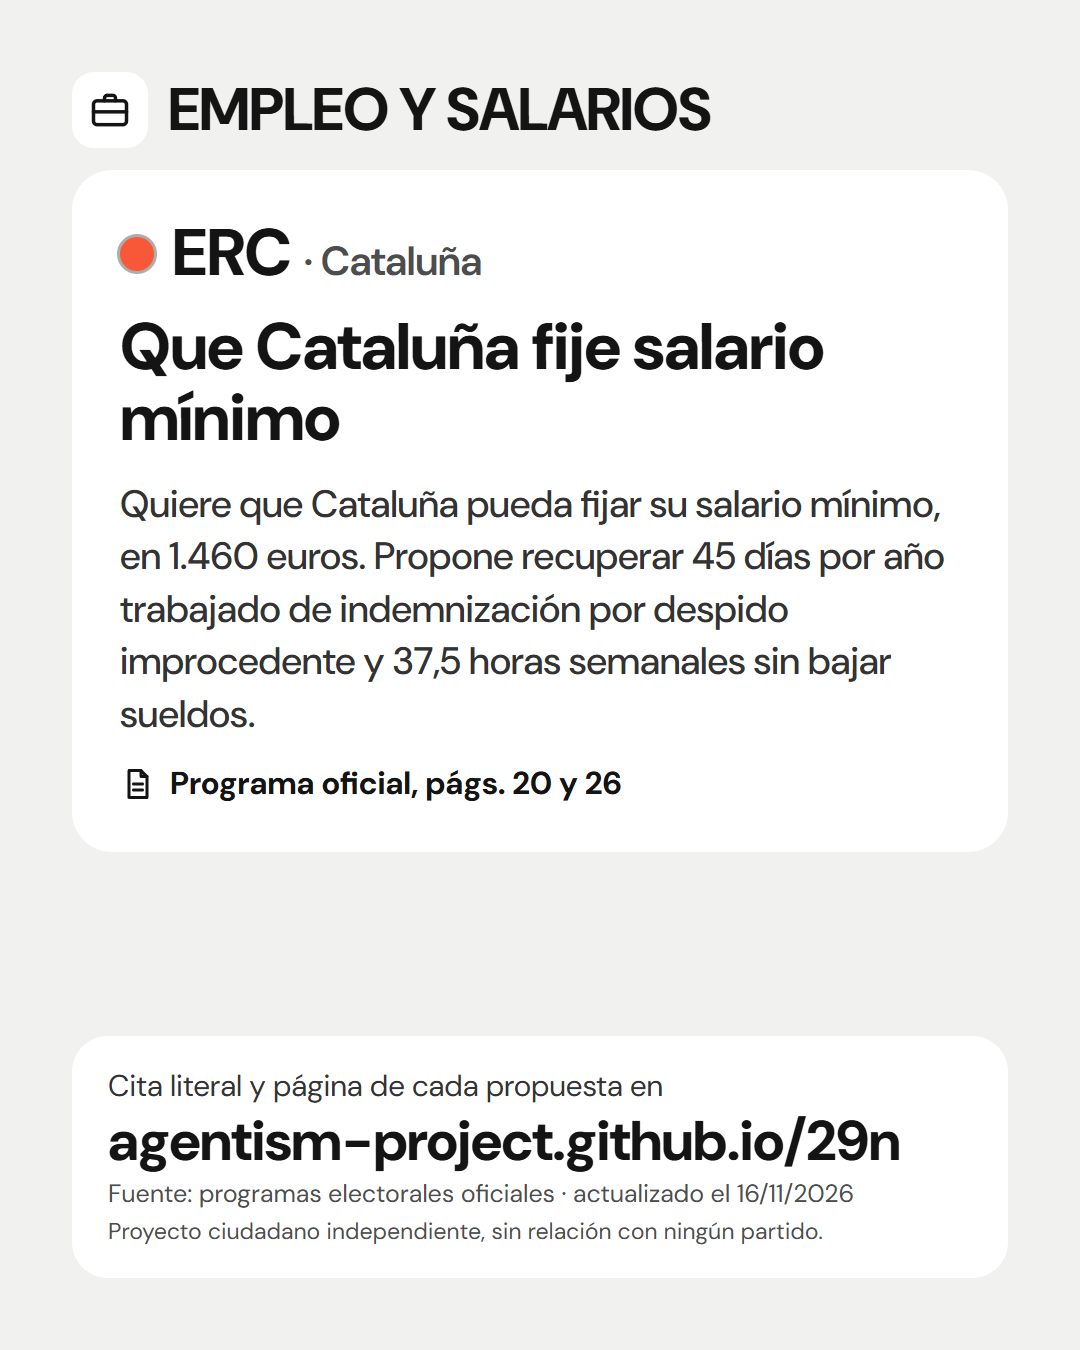 EMPLEO Y SALARIOS
ERC · Cataluña
Que Cataluña fije salario
mínimo
Quiere que Cataluña pueda fijar su salario mínimo,
en 1.460 euros. Propone recuperar 45 días por año
trabajado de indemnización por despido
improcedente y 37,5 horas semanales sin bajar
sueldos.
Programa oficial, págs. 20 y 26
Cita literal y página de cada propuesta en
agentism-project.github.io/29n
Fuente: programas electorales oficiales · actualizado el 16/11/2026
Proyecto ciudadano independiente, sin relación con ningún partido.